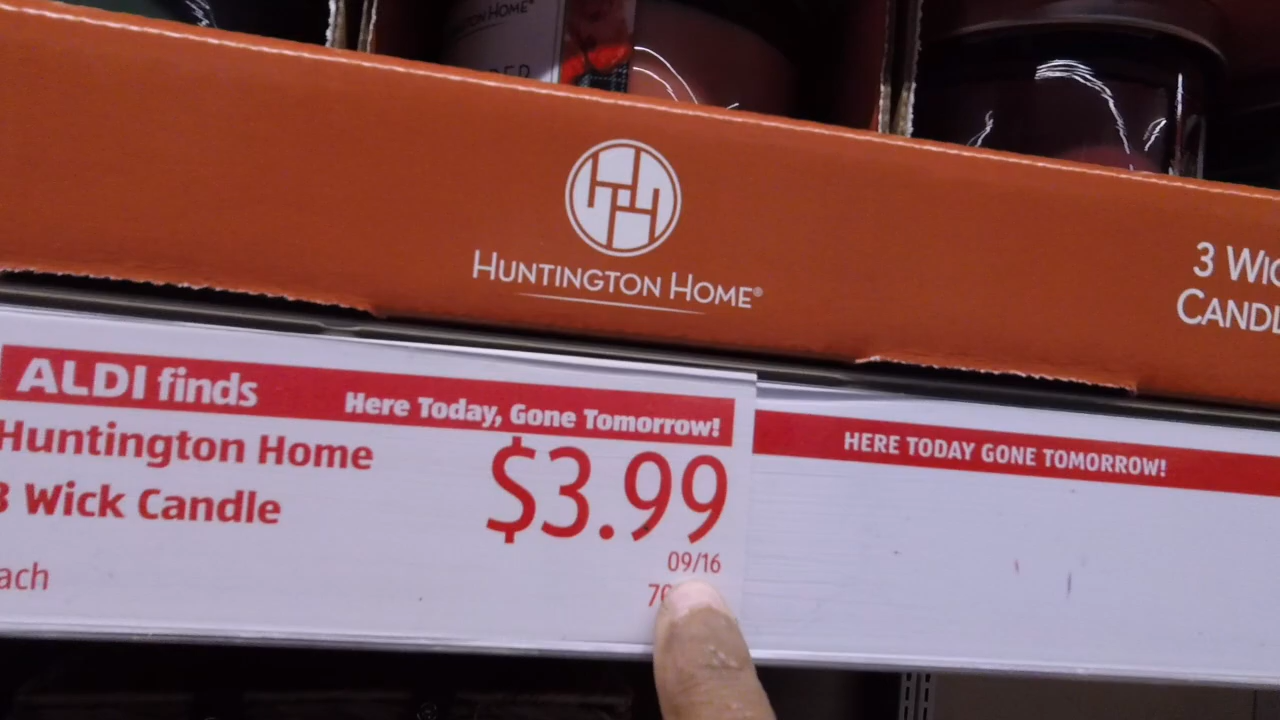 HUNTINGTON HOME®
3 WIC
CANDL
ALDI finds
Here Today, Gone Tomorrow!
Huntington Home
3 Wick Candle
$3.99
ach
09/16
HERE TODAY GONE TOMORROW!